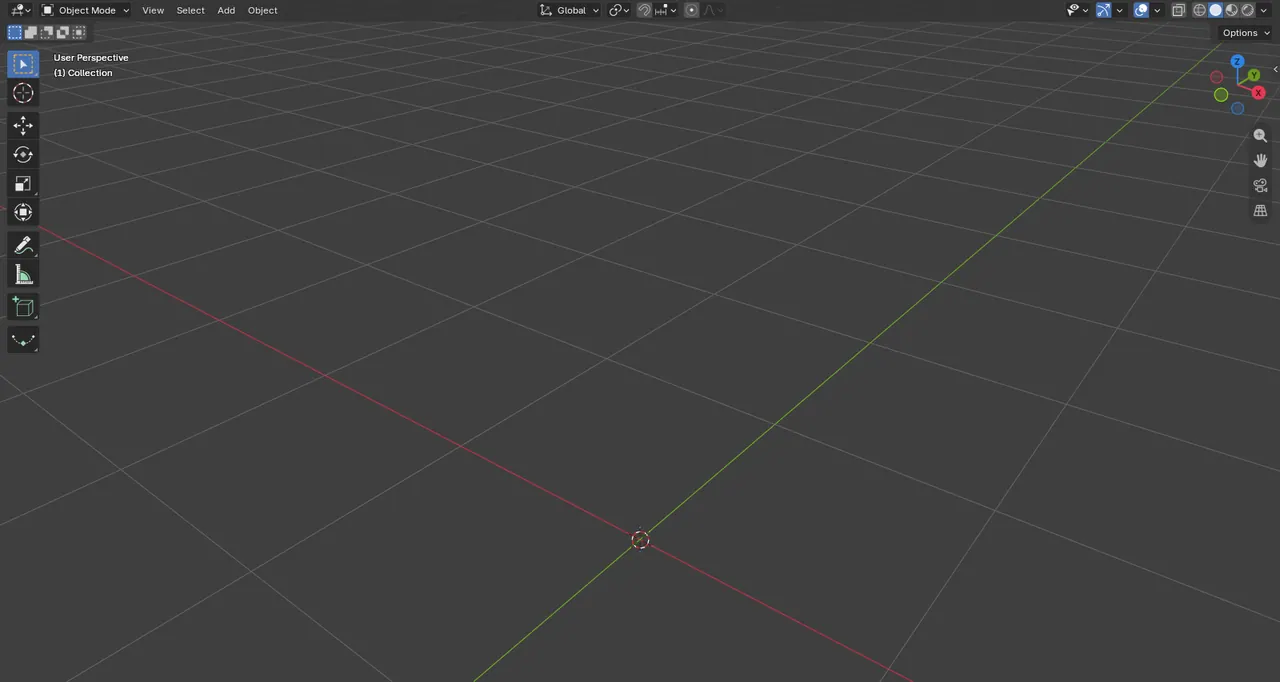 Object Mode View Select Add Object Global
Options
User Perspective
(1) Collection
Z
Y
X